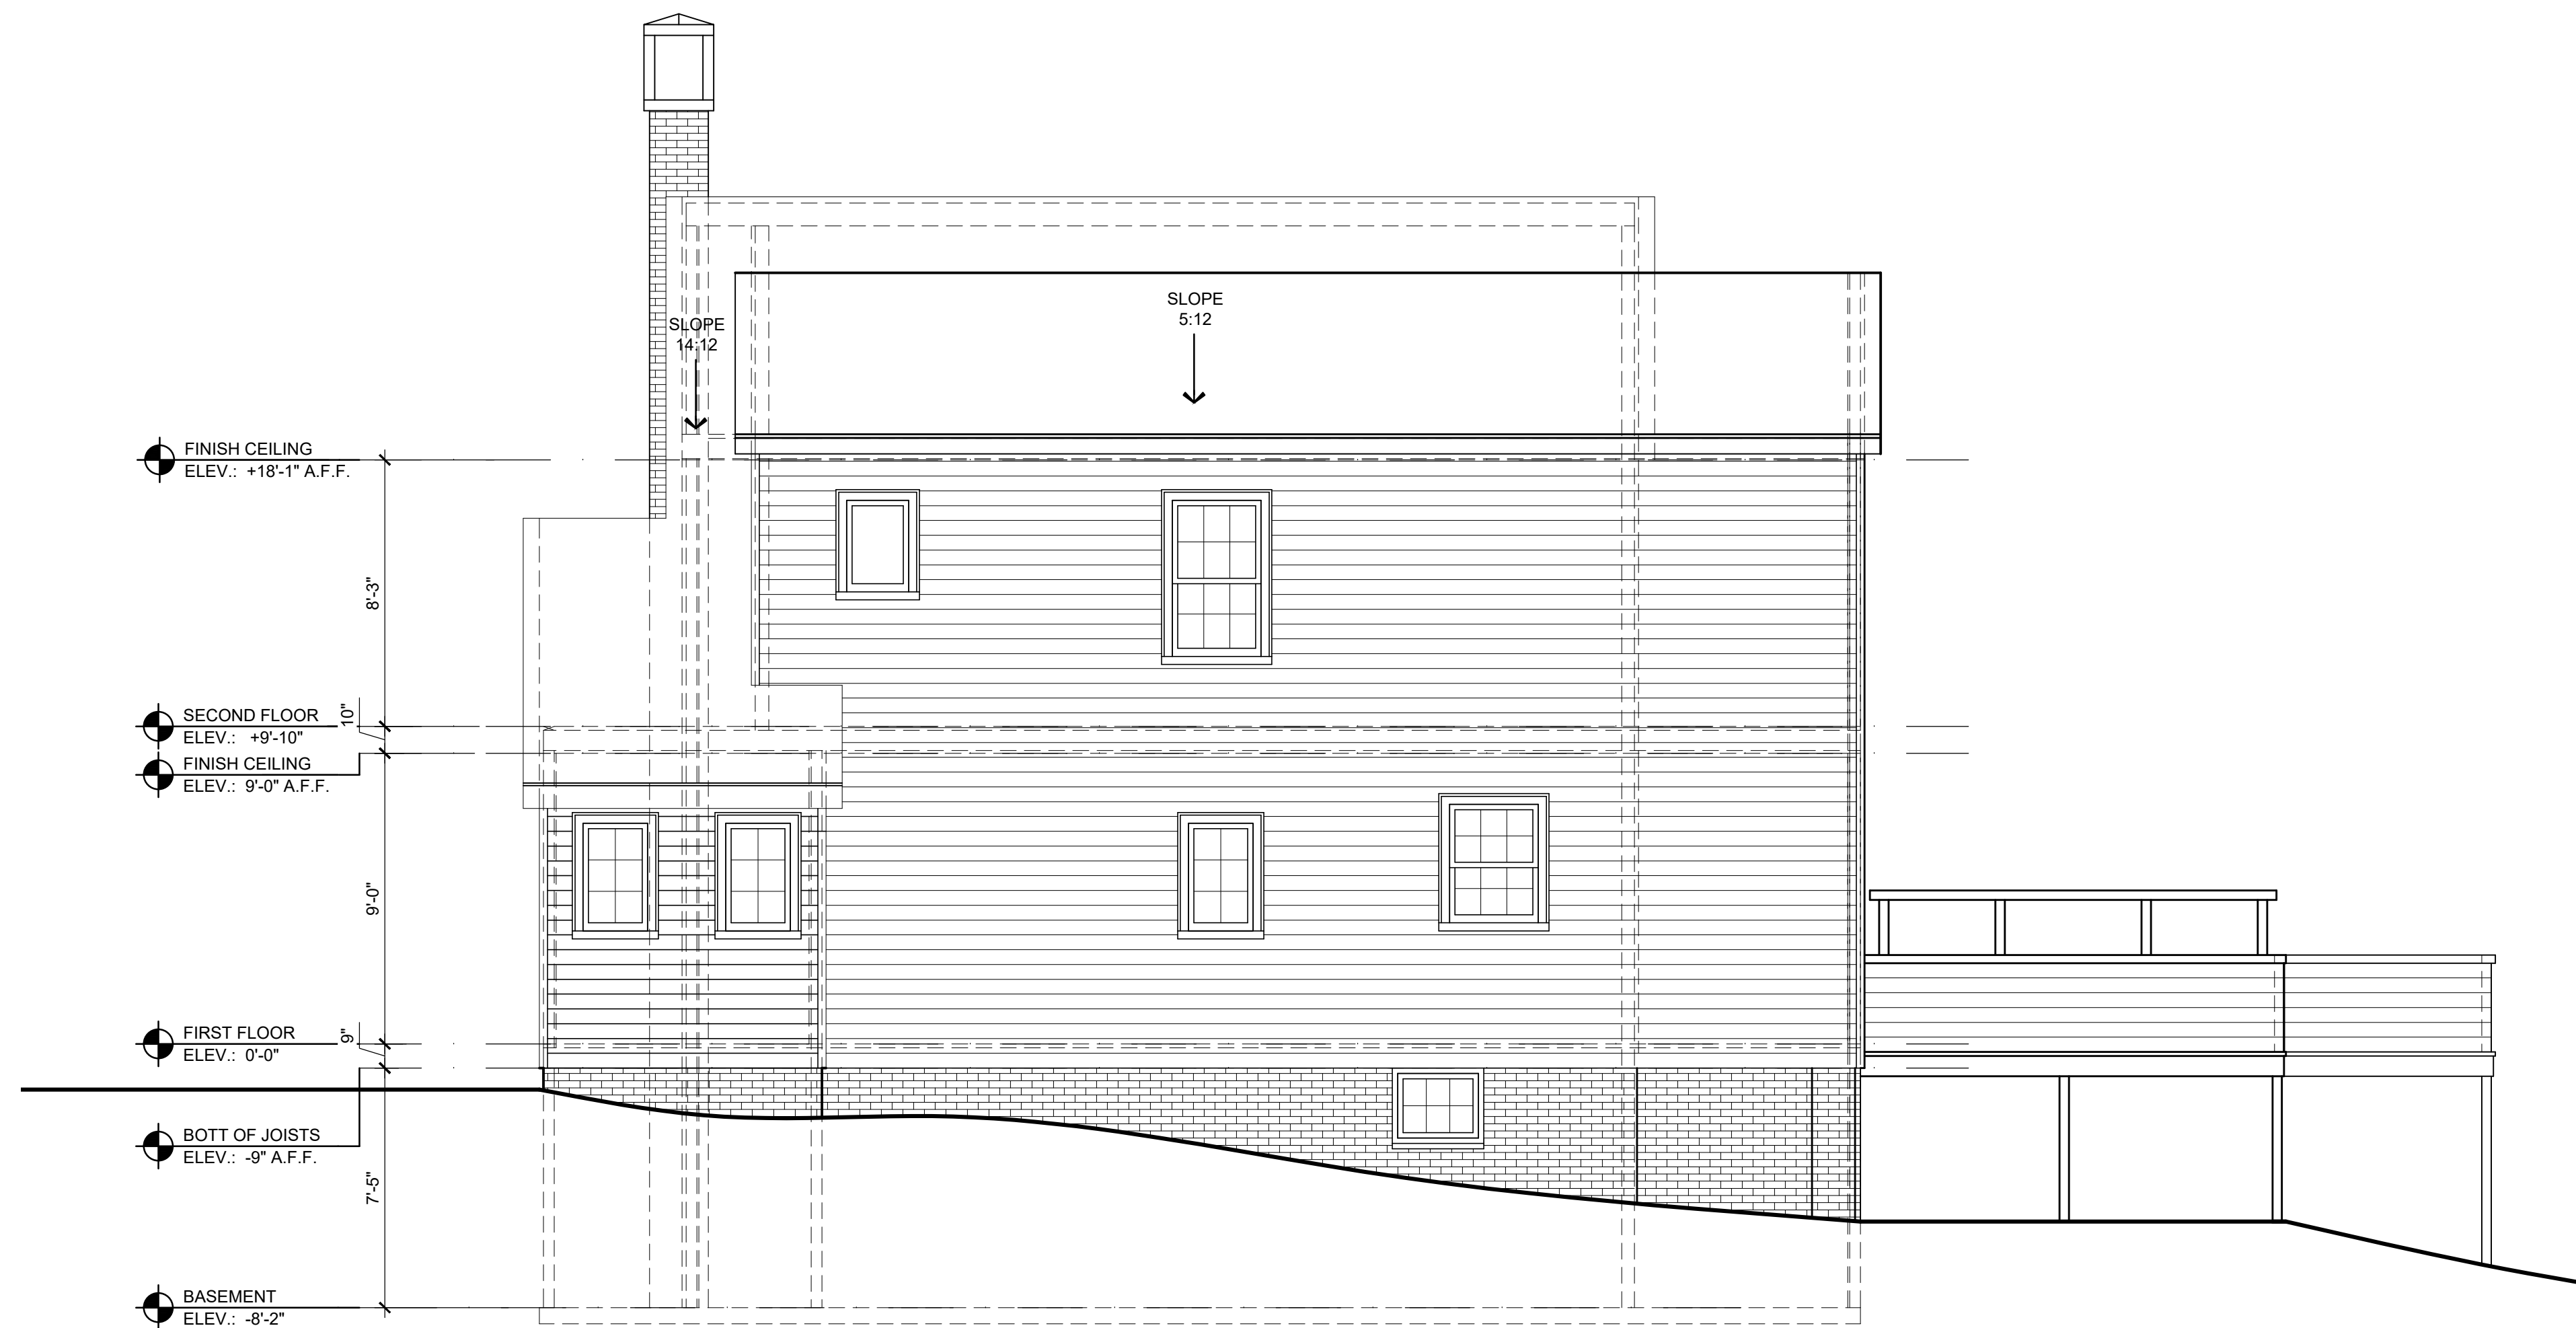 SLOPE
5:12
SLOPE
14:12
FINISH CEILING
ELEV.: +18'-1" A.F.F.
8'-3"
SECOND FLOOR
ELEV.: +9'-10"
10"
FINISH CEILING
ELEV.: 9'-0" A.F.F.
9'-0"
FIRST FLOOR
ELEV.: 0'-0"
9"
BOTT OF JOISTS
ELEV.: -9" A.F.F.
7'-5"
BASEMENT
ELEV.: -8'-2"